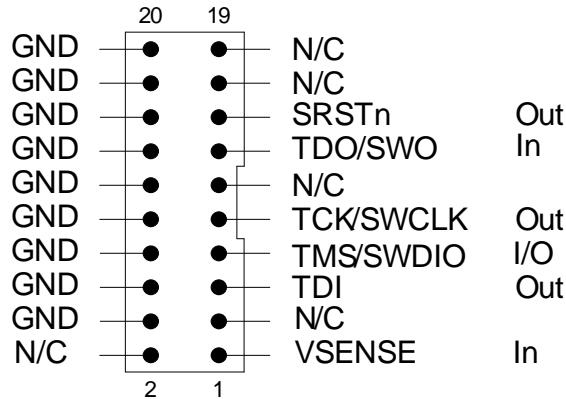 20 19
GND N/C
GND N/C
GND SRSTn Out
GND TDO/SWO In
GND N/C
GND TCK/SWCLK Out
GND TMS/SWDIO I/O
GND TDI Out
GND N/C
N/C VSENSE In
2 1